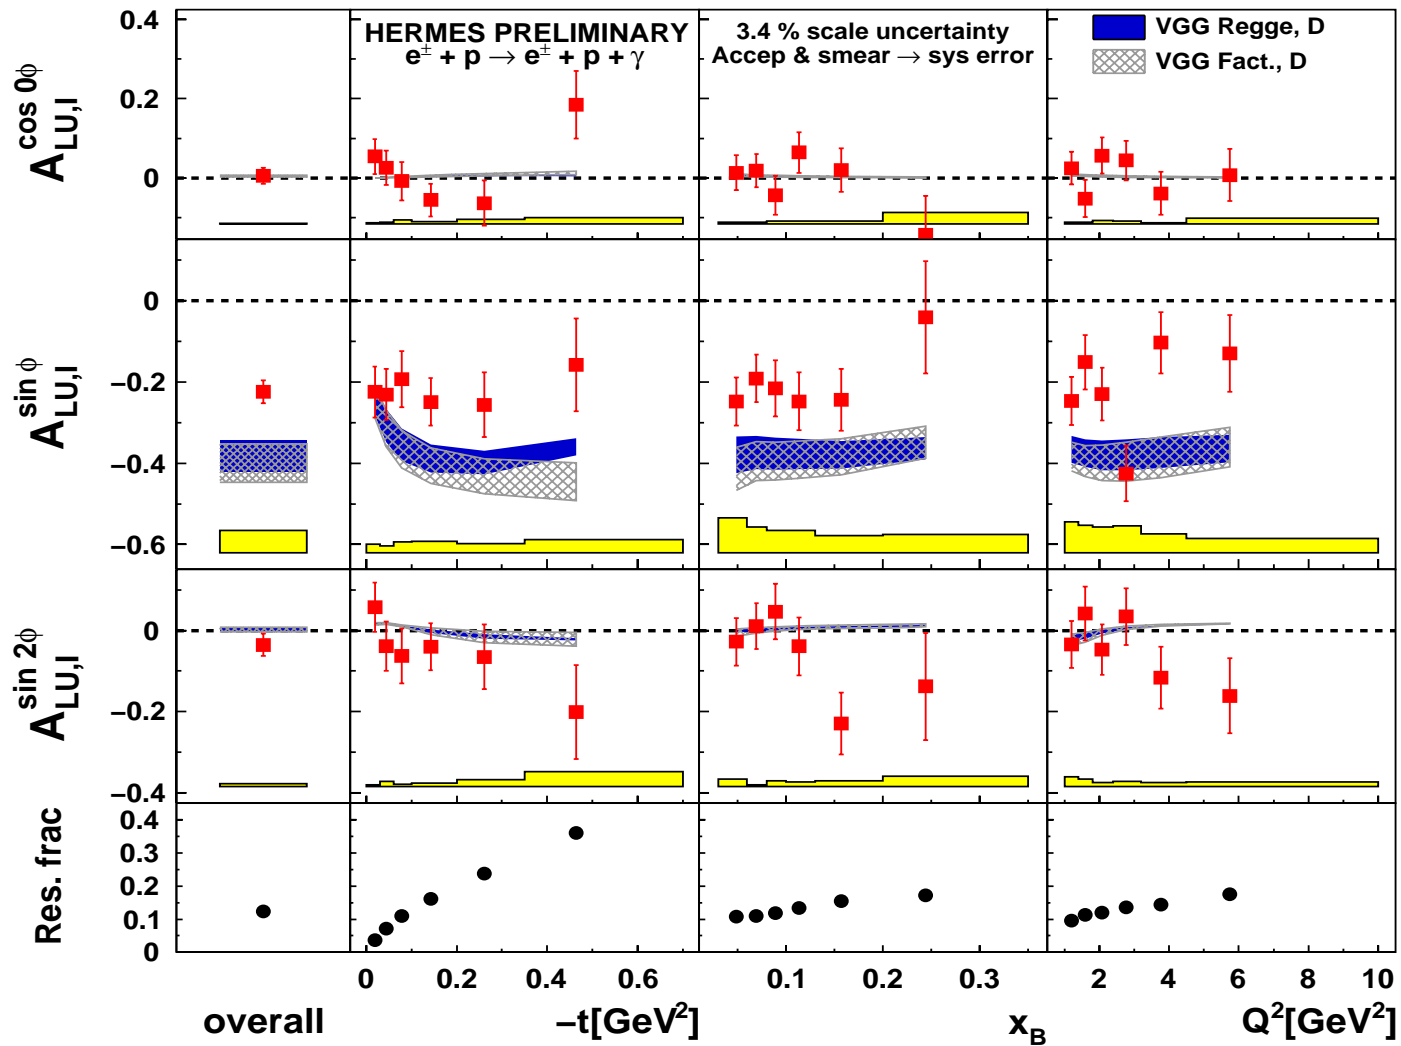 HERMES PRELIMINARY
e± + p → e± + p + γ
3.4 % scale uncertainty
Accep & smear → sys error
VGG Regge, D
VGG Fact., D
A_LU,I^cos 0ϕ
0.4
0.2
0
A_LU,I^sin ϕ
0
−0.2
−0.4
−0.6
A_LU,I^sin 2ϕ
0
−0.2
−0.4
Res. frac
0.4
0.3
0.2
0.1
0
0 0.2 0.4 0.6
0.1 0.2 0.3
2 4 6 8 10
overall
−t[GeV²]
x_B
Q²[GeV²]